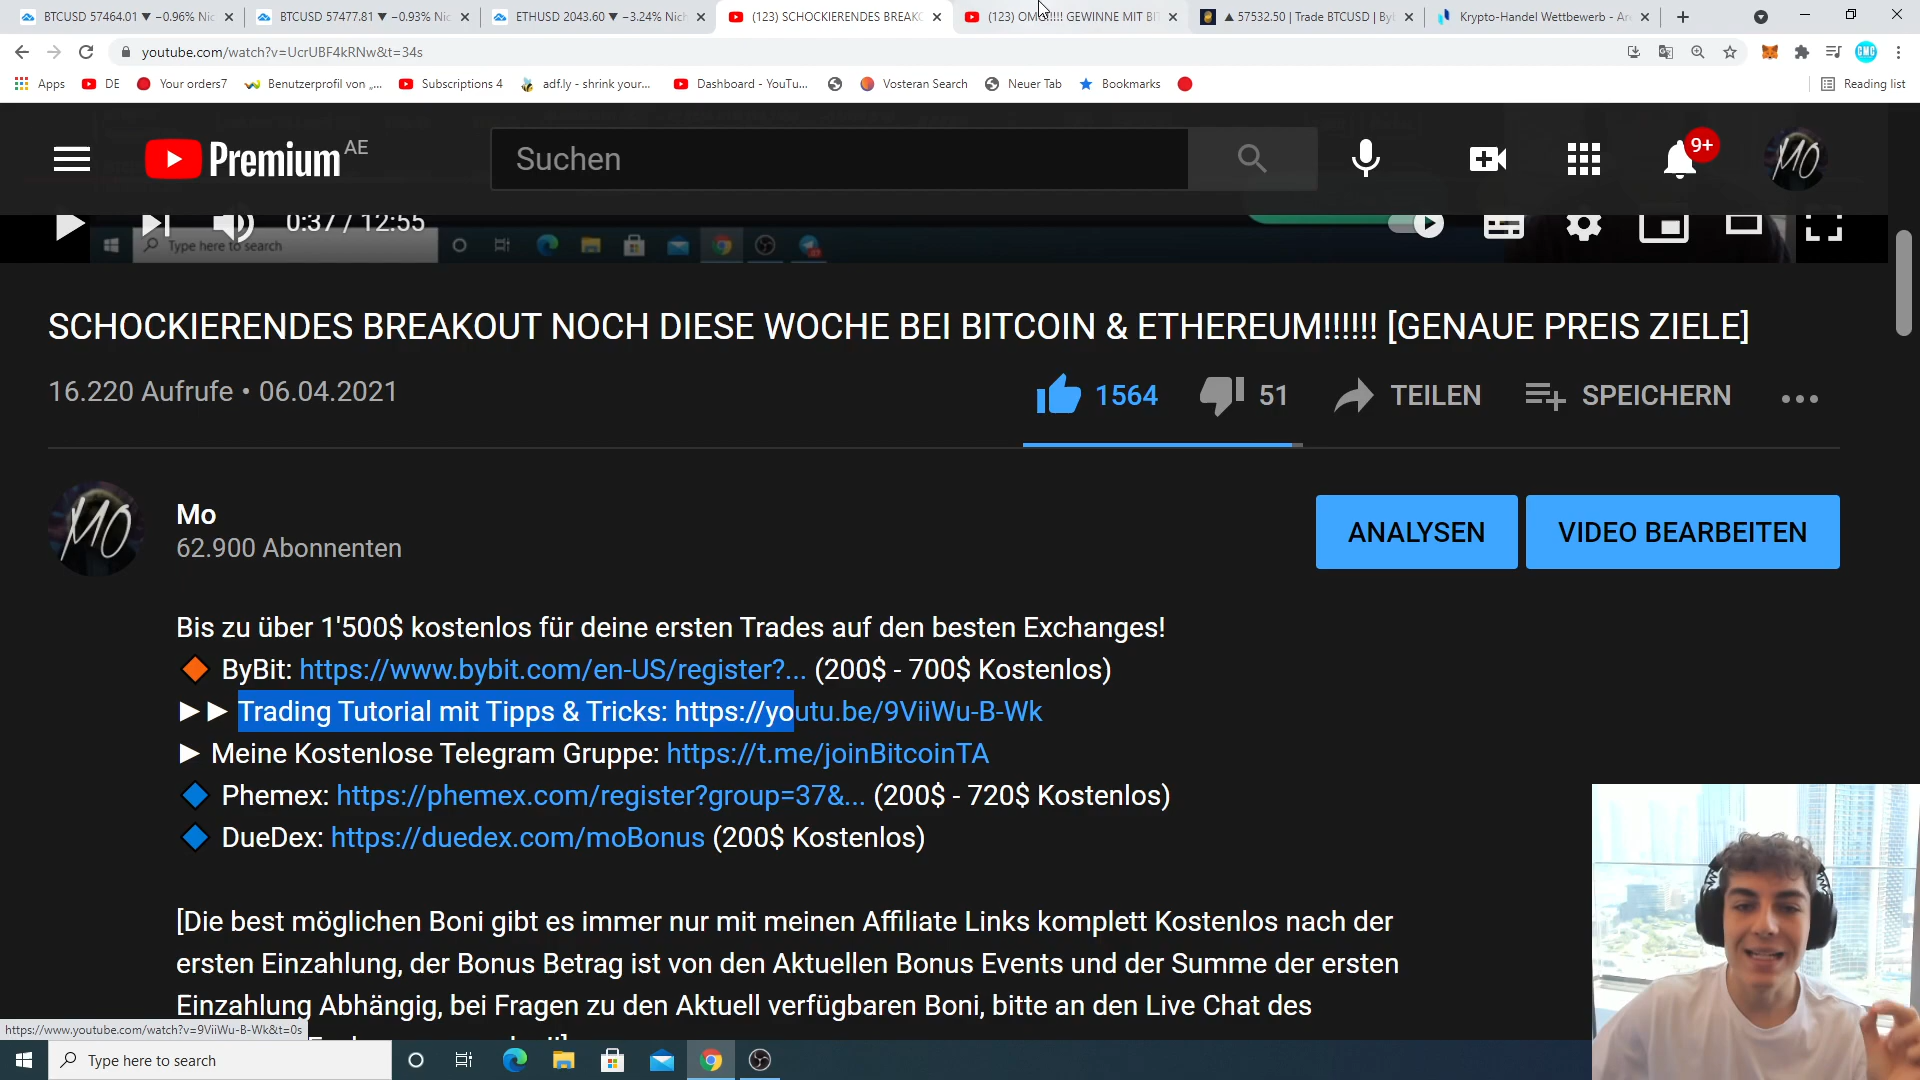 BTCUSD 57464.01 ▼ −0.96% Nic
BTCUSD 57477.81 ▼ −0.93% Nic
ETHUSD 2043.60 ▼ −3.24% Nich
(123) SCHOCKIERENDES BREAKO
(123) OM !!!! GEWINNE MIT BI
▲ 57532.50 | Trade BTCUSD | Byl
Krypto-Handel Wettbewerb - Ar
youtube.com/watch?v=UcrUBF4kRNw&t=34s
Apps
DE
Your orders7
Benutzerprofil von „...
Subscriptions 4
adf.ly - shrink your...
Dashboard - YouTu...
Vosteran Search
Neuer Tab
Bookmarks
Reading list
Premium AE
Suchen
9+
MO
0:37 / 12:55
Type here to search
SCHOCKIERENDES BREAKOUT NOCH DIESE WOCHE BEI BITCOIN & ETHEREUM!!!!!! [GENAUE PREIS ZIELE]
16.220 Aufrufe • 06.04.2021
1564
51
TEILEN
SPEICHERN
MO
Mo
62.900 Abonnenten
ANALYSEN
VIDEO BEARBEITEN
Bis zu über 1'500$ kostenlos für deine ersten Trades auf den besten Exchanges!
🔶 ByBit: https://www.bybit.com/en-US/register?... (200$ - 700$ Kostenlos)
►► Trading Tutorial mit Tipps & Tricks: https://youtu.be/9ViiWu-B-Wk
► Meine Kostenlose Telegram Gruppe: https://t.me/joinBitcoinTA
🔷 Phemex: https://phemex.com/register?group=37&... (200$ - 720$ Kostenlos)
🔷 DueDex: https://duedex.com/moBonus (200$ Kostenlos)
[Die best möglichen Boni gibt es immer nur mit meinen Affiliate Links komplett Kostenlos nach der
ersten Einzahlung, der Bonus Betrag ist von den Aktuellen Bonus Events und der Summe der ersten
Einzahlung Abhängig, bei Fragen zu den Aktuell verfügbaren Boni, bitte an den Live Chat des
https://www.youtube.com/watch?v=9ViiWu-B-Wk&t=0s
Type here to search